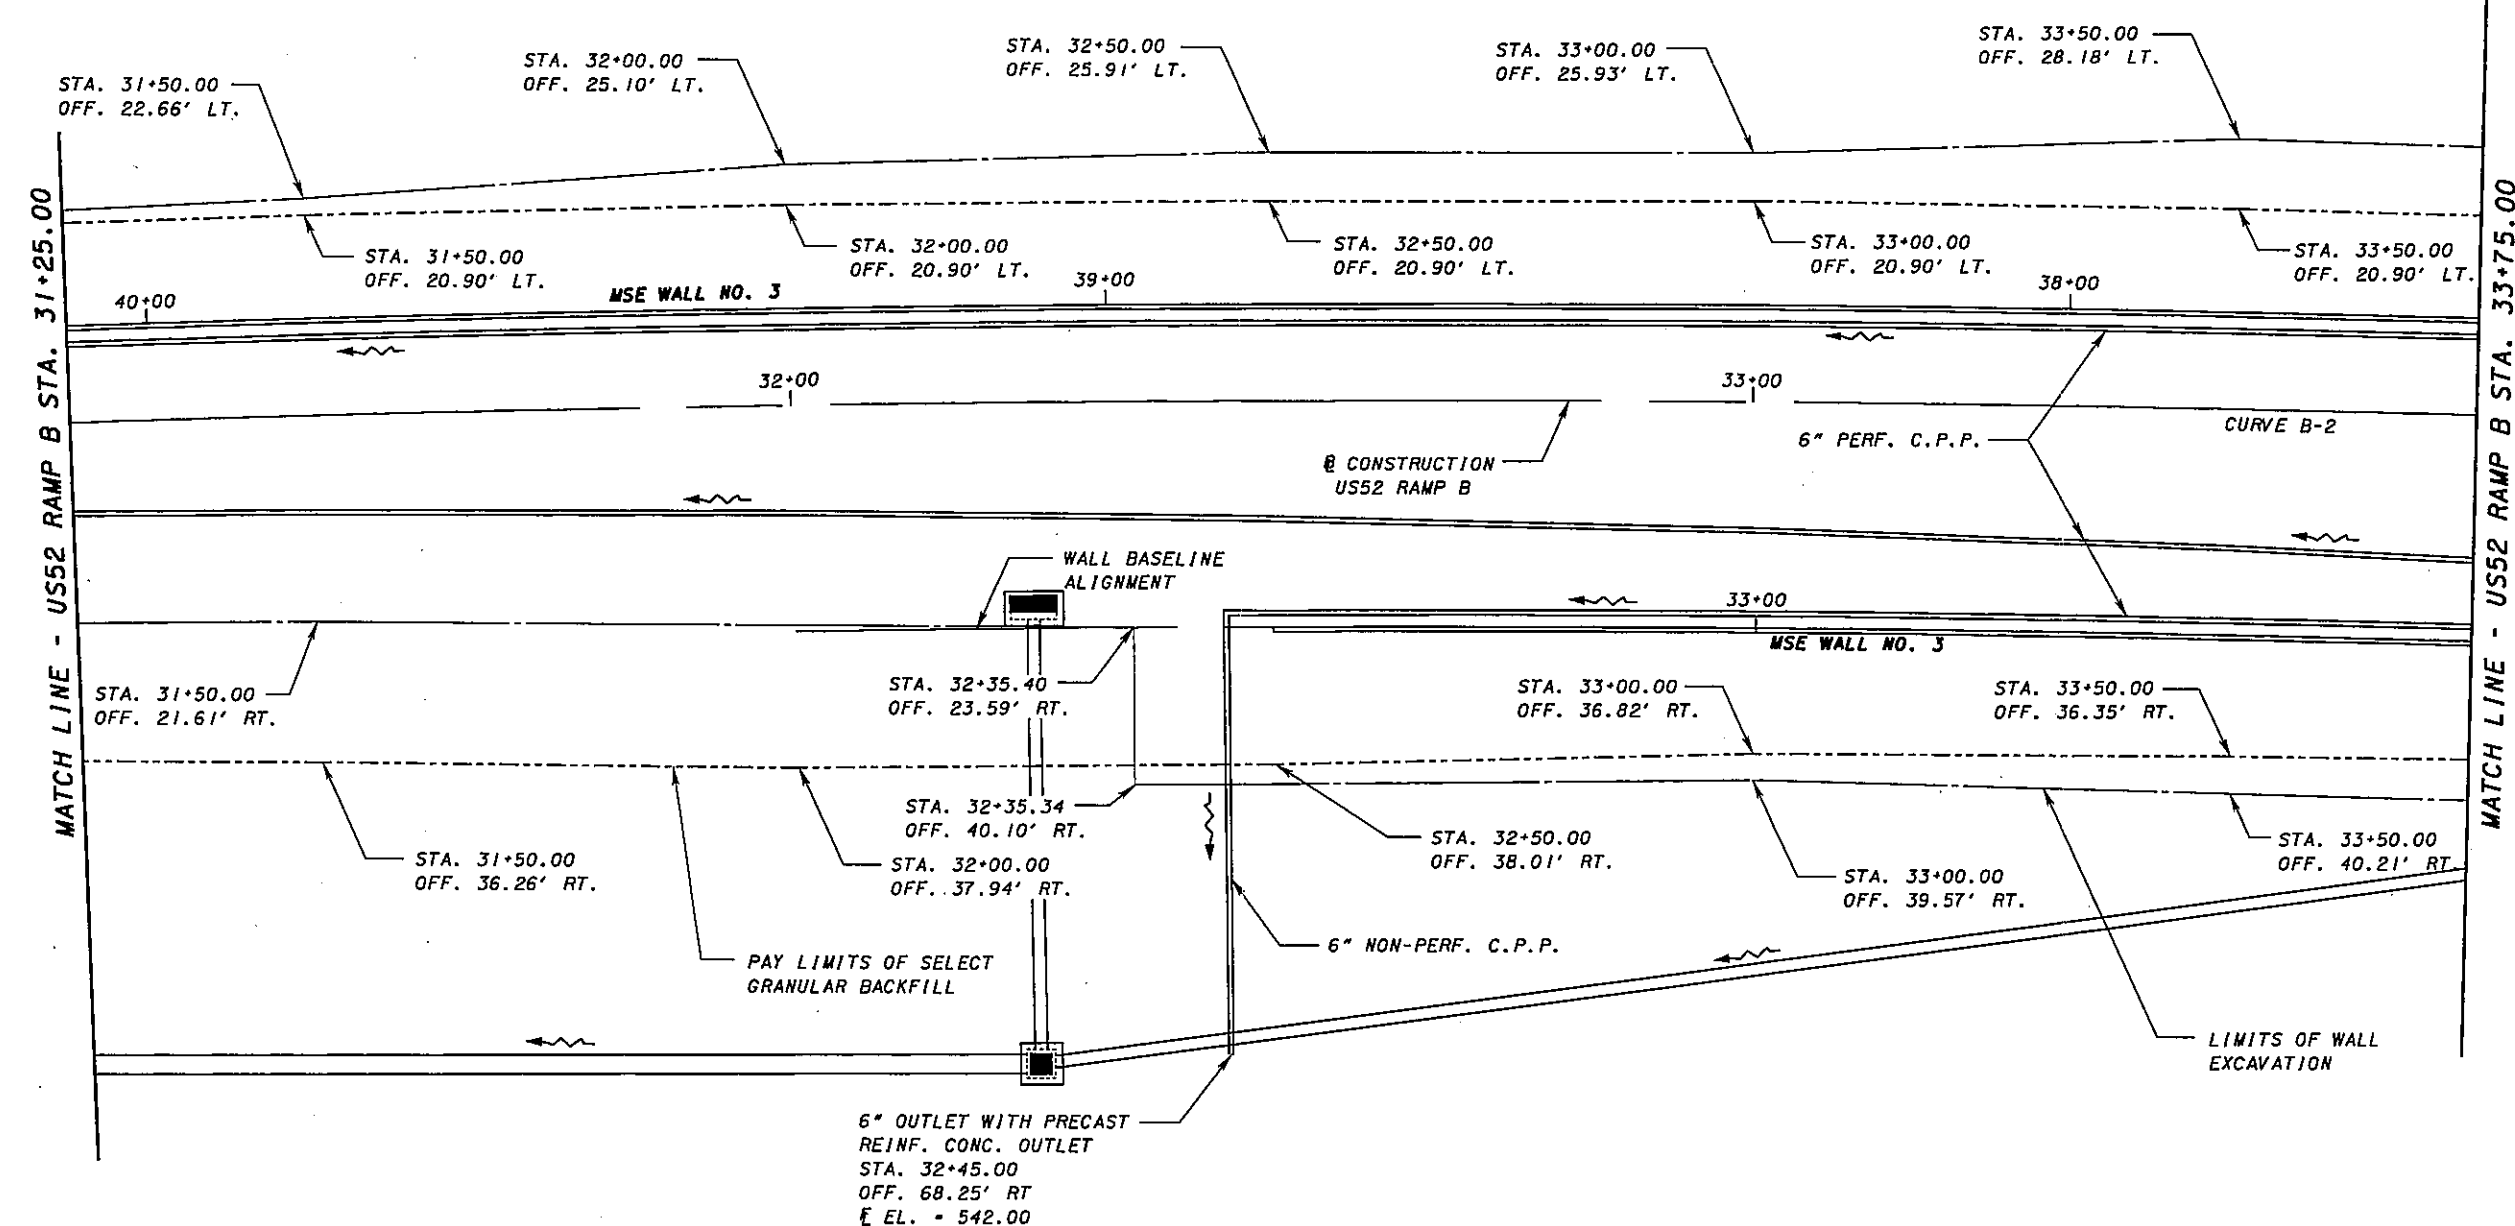 STA. 31+50.00
OFF. 22.66' LT.
STA. 32+00.00
OFF. 25.10' LT.
STA. 32+50.00
OFF. 25.91' LT.
STA. 33+00.00
OFF. 25.93' LT.
STA. 33+50.00
OFF. 28.18' LT.
MATCH LINE - US52 RAMP B STA. 31+25.00
MATCH LINE - US52 RAMP B STA. 33+75.00
STA. 31+50.00
OFF. 20.90' LT.
STA. 32+00.00
OFF. 20.90' LT.
STA. 32+50.00
OFF. 20.90' LT.
STA. 33+00.00
OFF. 20.90' LT.
STA. 33+50.00
OFF. 20.90' LT.
40+00
MSE WALL NO. 3
39+00
38+00
32+00
33+00
CURVE B-2
6" PERF. C.P.P.
℄ CONSTRUCTION
US52 RAMP B
WALL BASELINE
ALIGNMENT
33+00
MSE WALL NO. 3
STA. 31+50.00
OFF. 21.61' RT.
STA. 32+35.40
OFF. 23.59' RT.
STA. 33+00.00
OFF. 36.82' RT.
STA. 33+50.00
OFF. 36.35' RT.
STA. 32+35.34
OFF. 40.10' RT.
STA. 31+50.00
OFF. 36.26' RT.
STA. 32+00.00
OFF. 37.94' RT.
STA. 32+50.00
OFF. 38.01' RT.
STA. 33+00.00
OFF. 39.57' RT.
STA. 33+50.00
OFF. 40.21' RT.
6" NON-PERF. C.P.P.
PAY LIMITS OF SELECT
GRANULAR BACKFILL
LIMITS OF WALL
EXCAVATION
6" OUTLET WITH PRECAST
REINF. CONC. OUTLET
STA. 32+45.00
OFF. 68.25' RT
EL. = 542.00